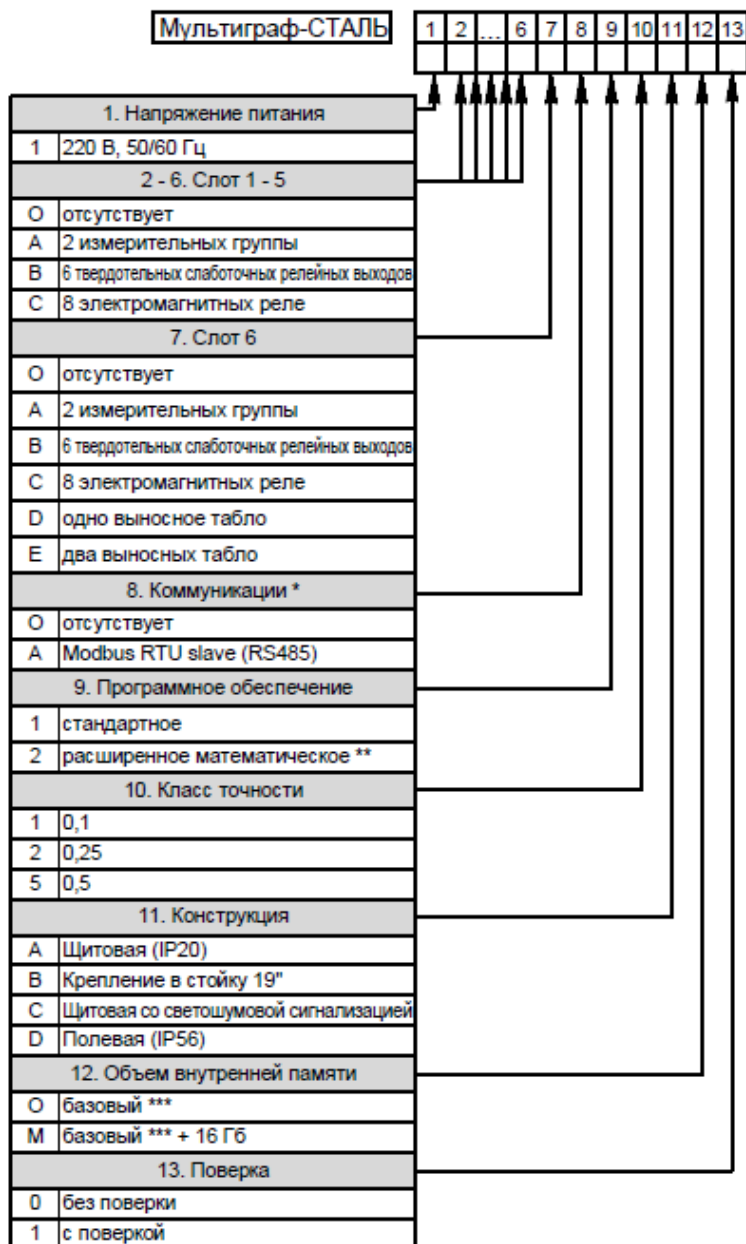 Мультиграф-СТАЛЬ 1 2 ... 6 7 8 9 10 11 12 13
1. Напряжение питания
1 220 В, 50/60 Гц
2 - 6. Слот 1 - 5
О отсутствует
А 2 измерительных группы
В 6 твердотельных слаботочных релейных выходов
С 8 электромагнитных реле
7. Слот 6
О отсутствует
А 2 измерительных группы
В 6 твердотельных слаботочных релейных выходов
С 8 электромагнитных реле
D одно выносное табло
E два выносных табло
8. Коммуникации *
О отсутствует
А Modbus RTU slave (RS485)
9. Программное обеспечение
1 стандартное
2 расширенное математическое **
10. Класс точности
1 0,1
2 0,25
5 0,5
11. Конструкция
А Щитовая (IP20)
В Крепление в стойку 19"
С Щитовая со светошумовой сигнализацией
D Полевая (IP56)
12. Объем внутренней памяти
О базовый ***
М базовый *** + 16 Гб
13. Поверка
0 без поверки
1 с поверкой